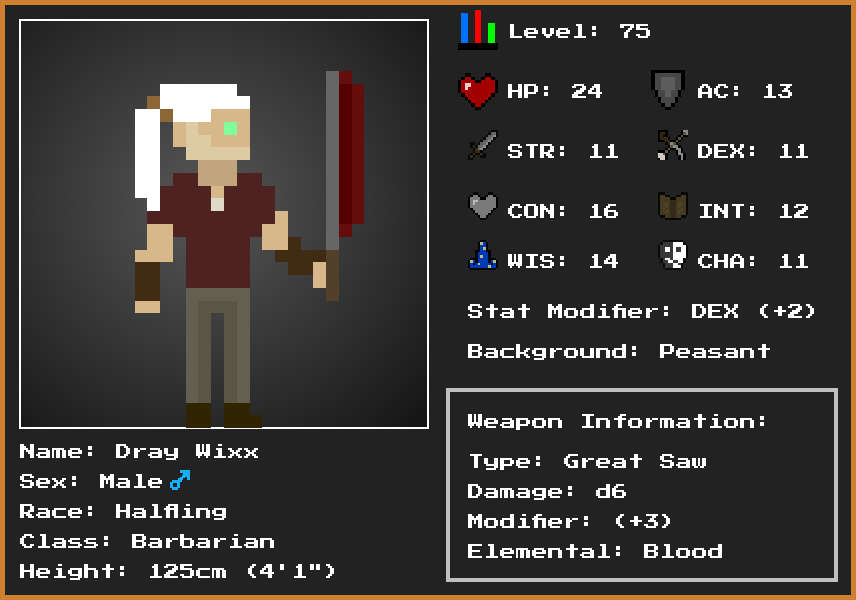 Level: 75
HP: 24 AC: 13
STR: 11 DEX: 11
CON: 16 INT: 12
WIS: 14 CHA: 11
Stat Modifier: DEX (+2)
Background: Peasant
Weapon Information:
Type: Great Saw
Damage: d6
Modifier: (+3)
Elemental: Blood
Name: Dray Wixx
Sex: Male♂
Race: Halfling
Class: Barbarian
Height: 125cm (4'1")